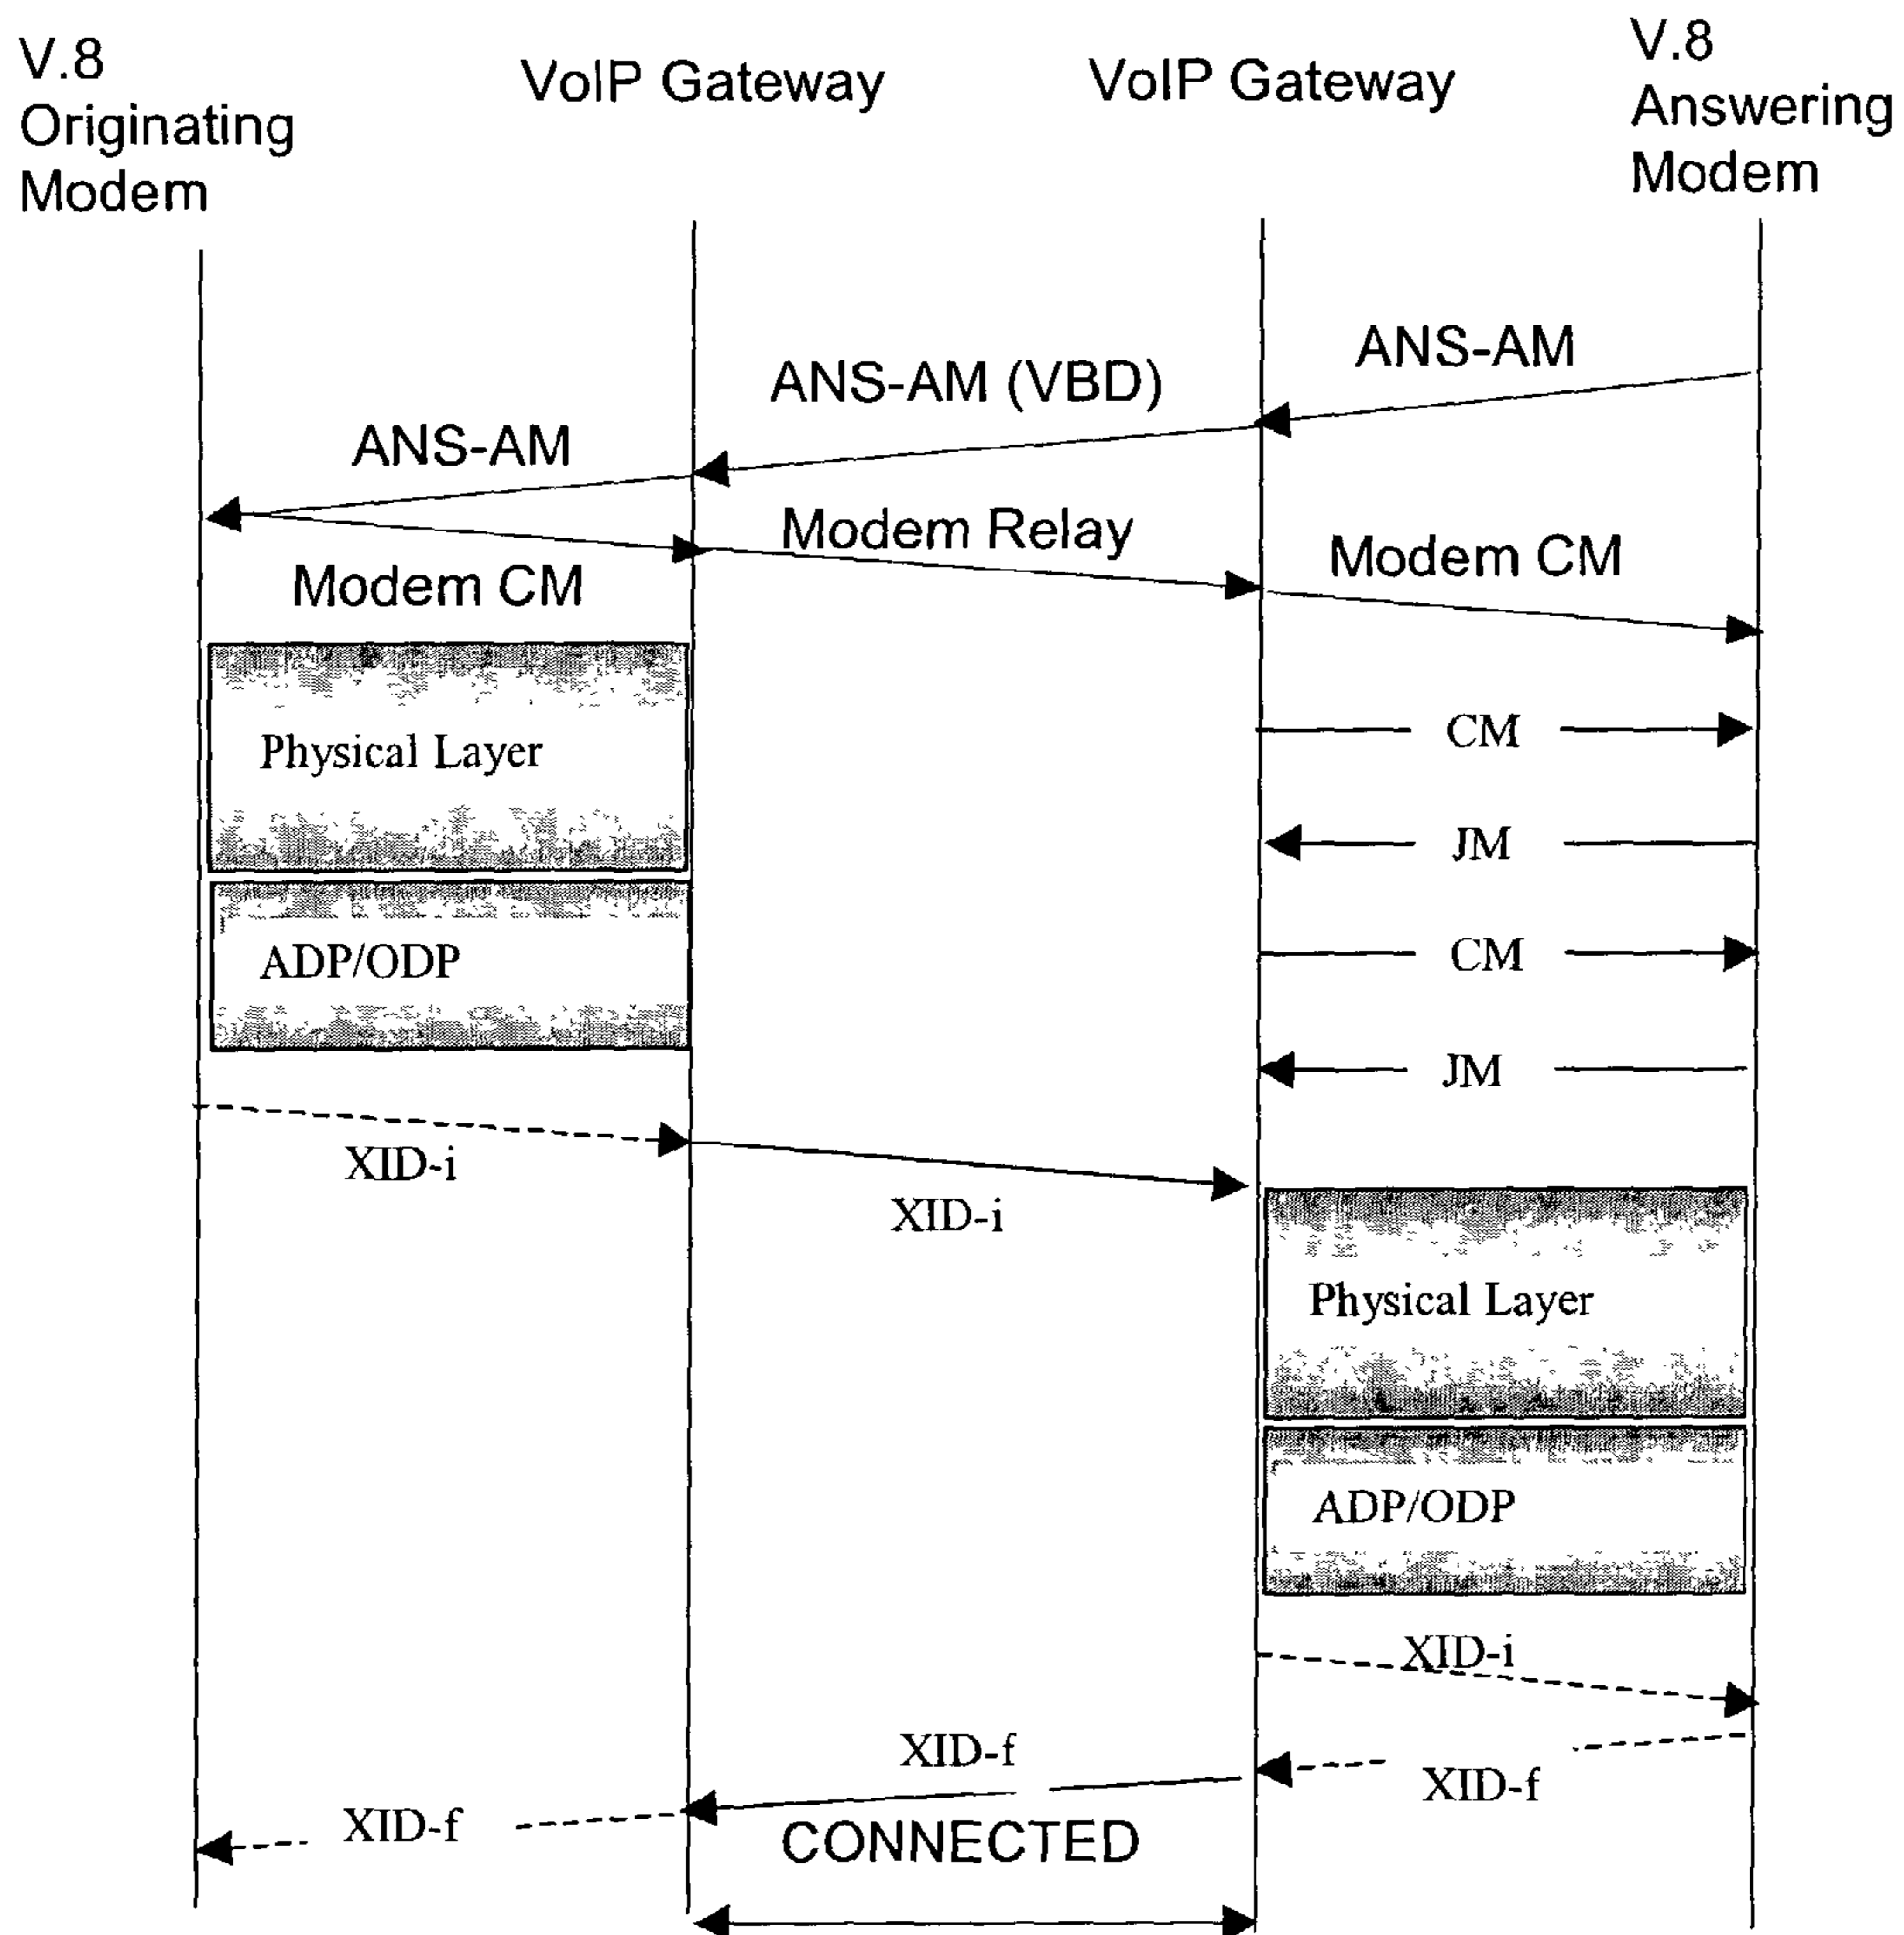 V.8
Originating
Modem
VoIP Gateway
VoIP Gateway
V.8
Answering
Modem
ANS-AM
ANS-AM (VBD)
ANS-AM
Modem Relay
Modem CM
Modem CM
Physical Layer
CM
JM
ADP/ODP
CM
JM
XID-i
XID-i
Physical Layer
ADP/ODP
XID-i
XID-f
XID-f
XID-f
CONNECTED